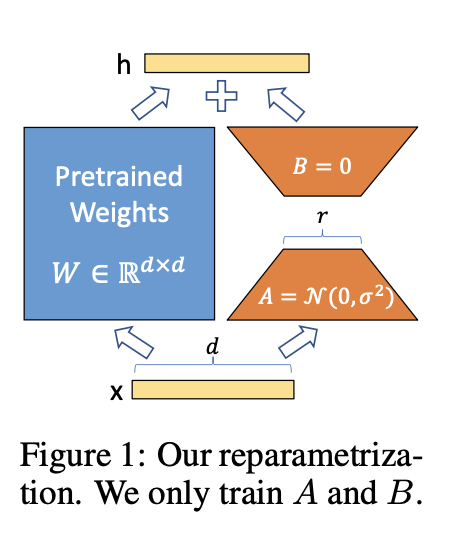 h
Pretrained
Weights
W ∈ ℝ^{d×d}
B = 0
r
A = 𝒩(0, σ²)
d
x
Figure 1: Our reparametriza-
tion. We only train A and B.